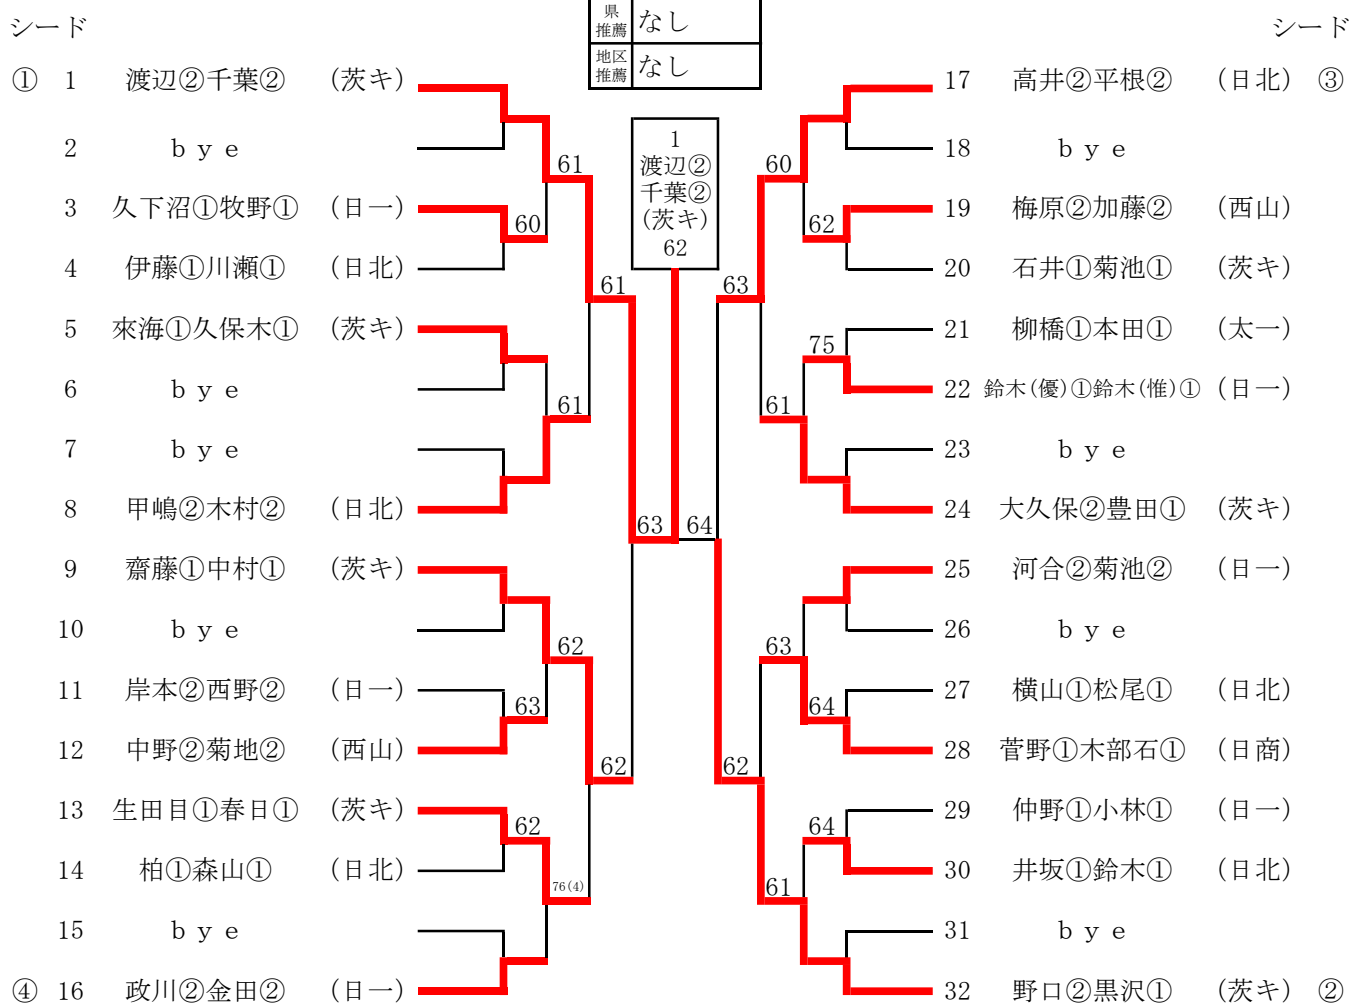 県
推薦 なし
地区
推薦 なし
シード
シード
① 1 渡辺②千葉② (茨キ)
2 bye
3 久下沼①牧野① (日一)
4 伊藤①川瀬① (日北)
5 來海①久保木① (茨キ)
6 bye
7 bye
8 甲嶋②木村② (日北)
9 齋藤①中村① (茨キ)
10 bye
11 岸本②西野② (日一)
12 中野②菊地② (西山)
13 生田目①春日① (茨キ)
14 柏①森山① (日北)
15 bye
④ 16 政川②金田② (日一)
60
63
62
61
61
62
76(4)
61
62
63
1
渡辺②
千葉②
(茨キ)
62
64
63
62
60
61
63
61
62
75
64
64
17 高井②平根② (日北) ③
18 bye
19 梅原②加藤② (西山)
20 石井①菊池① (茨キ)
21 柳橋①本田① (太一)
22 鈴木(優)①鈴木(惟)① (日一)
23 bye
24 大久保②豊田① (茨キ)
25 河合②菊池② (日一)
26 bye
27 横山①松尾① (日北)
28 菅野①木部石① (日商)
29 仲野①小林① (日一)
30 井坂①鈴木① (日北)
31 bye
32 野口②黒沢① (茨キ) ②